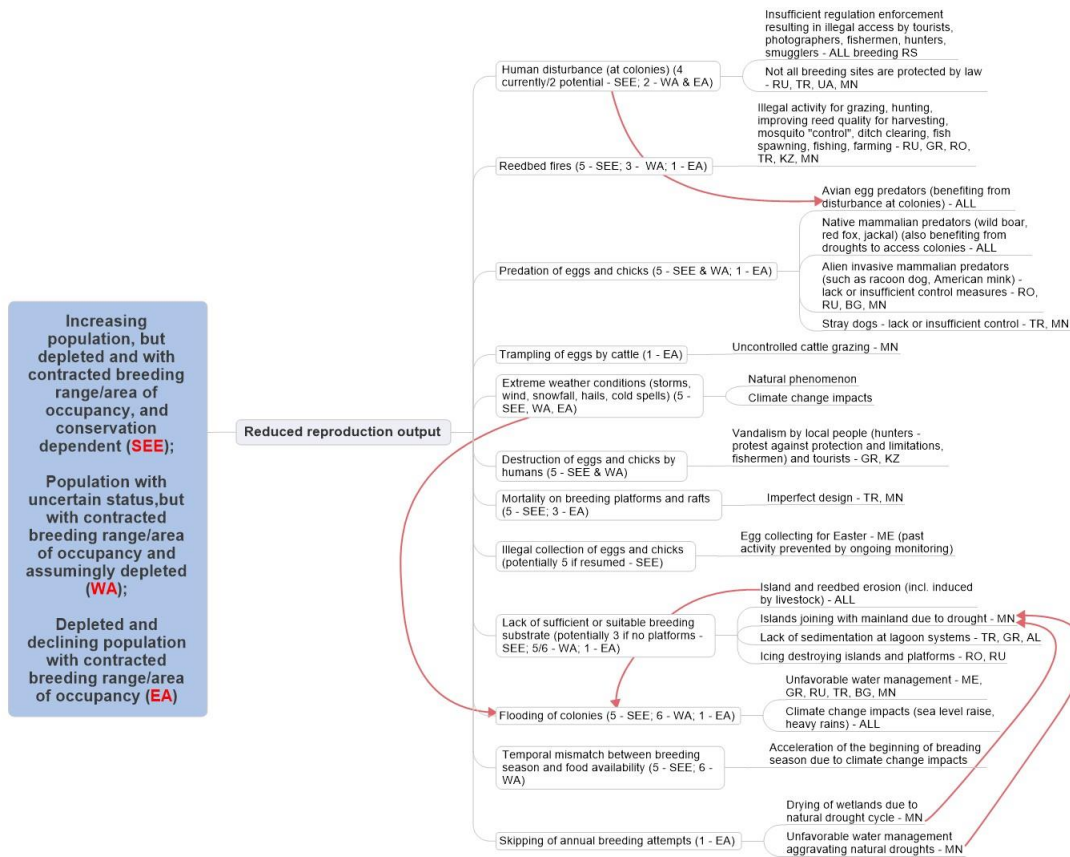 Increasing
population, but
depleted and with
contracted breeding
range/area of
occupancy, and
conservation
dependent (SEE);
Population with
uncertain status,but
with contracted
breeding range/area
of occupancy and
assumingly depleted
(WA);
Depleted and
declining population
with contracted
breeding range/area
of occupancy (EA)
Reduced reproduction output
Human disturbance (at colonies) (4
currently/2 potential - SEE; 2 - WA & EA)
Insufficient regulation enforcement
resulting in illegal access by tourists,
photographers, fishermen, hunters,
smugglers - ALL breeding RS
Not all breeding sites are protected by law
- RU, TR, UA, MN
Reedbed fires (5 - SEE; 3 - WA; 1 - EA)
Illegal activity for grazing, hunting,
improving reed quality for harvesting,
mosquito "control", ditch clearing, fish
spawning, fishing, farming - RU, GR, RO,
TR, KZ, MN
Predation of eggs and chicks (5 - SEE & WA; 1 - EA)
Avian egg predators (benefiting from
disturbance at colonies) - ALL
Native mammalian predators (wild boar,
red fox, jackal) (also benefiting from
droughts to access colonies - ALL
Alien invasive mammalian predators
(such as racoon dog, American mink) -
lack or insufficient control measures - RO,
RU, BG, MN
Stray dogs - lack or insufficient control - TR, MN
Trampling of eggs by cattle (1 - EA)
Uncontrolled cattle grazing - MN
Extreme weather conditions (storms,
wind, snowfall, hails, cold spells) (5 -
SEE, WA, EA)
Natural phenomenon
Climate change impacts
Destruction of eggs and chicks by
humans (5 - SEE & WA)
Vandalism by local people (hunters -
protest against protection and limitations,
fishermen) and tourists - GR, KZ
Mortality on breeding platforms and rafts
(5 - SEE; 3 - EA)
Imperfect design - TR, MN
Illegal collection of eggs and chicks
(potentially 5 if resumed - SEE)
Egg collecting for Easter - ME (past
activity prevented by ongoing monitoring)
Lack of sufficient or suitable breeding
substrate (potentially 3 if no platforms -
SEE; 5/6 - WA; 1 - EA)
Island and reedbed erosion (incl. induced
by livestock) - ALL
Islands joining with mainland due to drought - MN
Lack of sedimentation at lagoon systems - TR, GR, AL
Icing destroying islands and platforms - RO, RU
Flooding of colonies (5 - SEE; 6 - WA; 1 - EA)
Unfavorable water management - ME,
GR, RU, TR, BG, MN
Climate change impacts (sea level raise,
heavy rains) - ALL
Temporal mismatch between breeding
season and food availability (5 - SEE; 6 -
WA)
Acceleration of the beginning of breading
season due to climate change impacts
Skipping of annual breeding attempts (1 - EA)
Drying of wetlands due to
natural drought cycle - MN
Unfavorable water management
aggravating natural droughts - MN